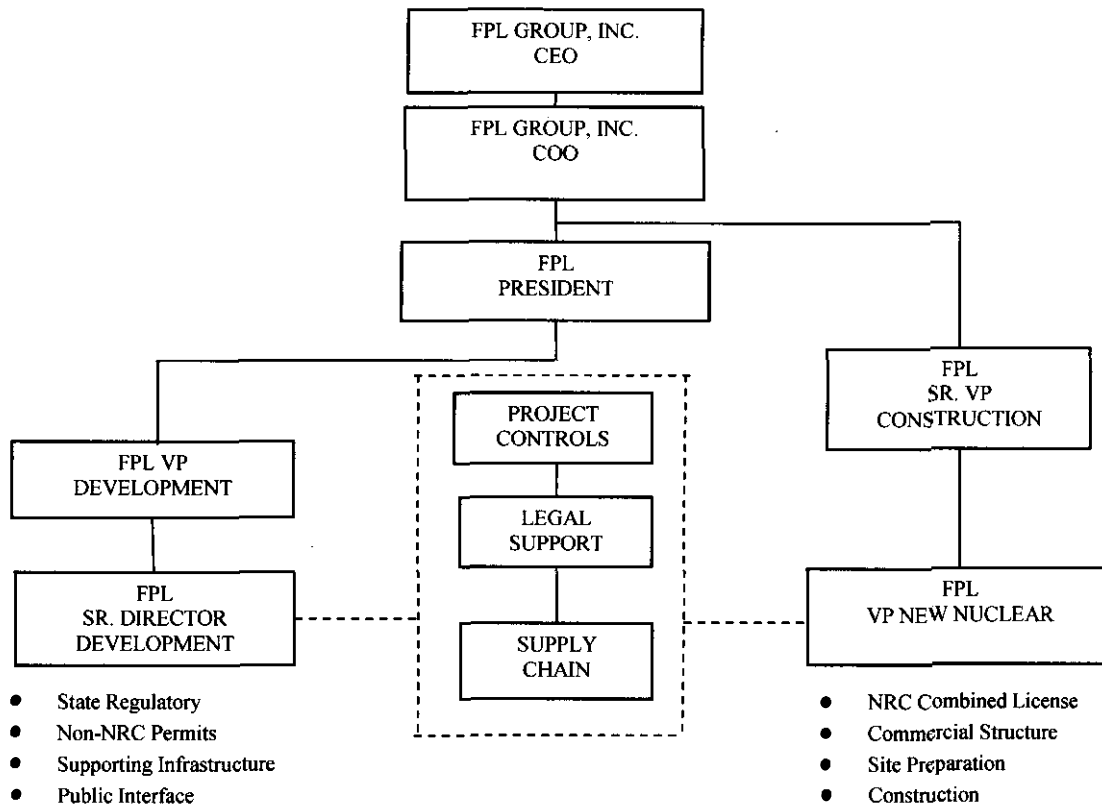 FPL GROUP, INC.
CEO
FPL GROUP, INC.
COO
FPL
PRESIDENT
FPL
SR. VP
CONSTRUCTION
PROJECT
CONTROLS
FPL VP
DEVELOPMENT
LEGAL
SUPPORT
FPL
SR. DIRECTOR
DEVELOPMENT
FPL
VP NEW NUCLEAR
SUPPLY
CHAIN
● State Regulatory
● Non-NRC Permits
● Supporting Infrastructure
● Public Interface
● NRC Combined License
● Commercial Structure
● Site Preparation
● Construction